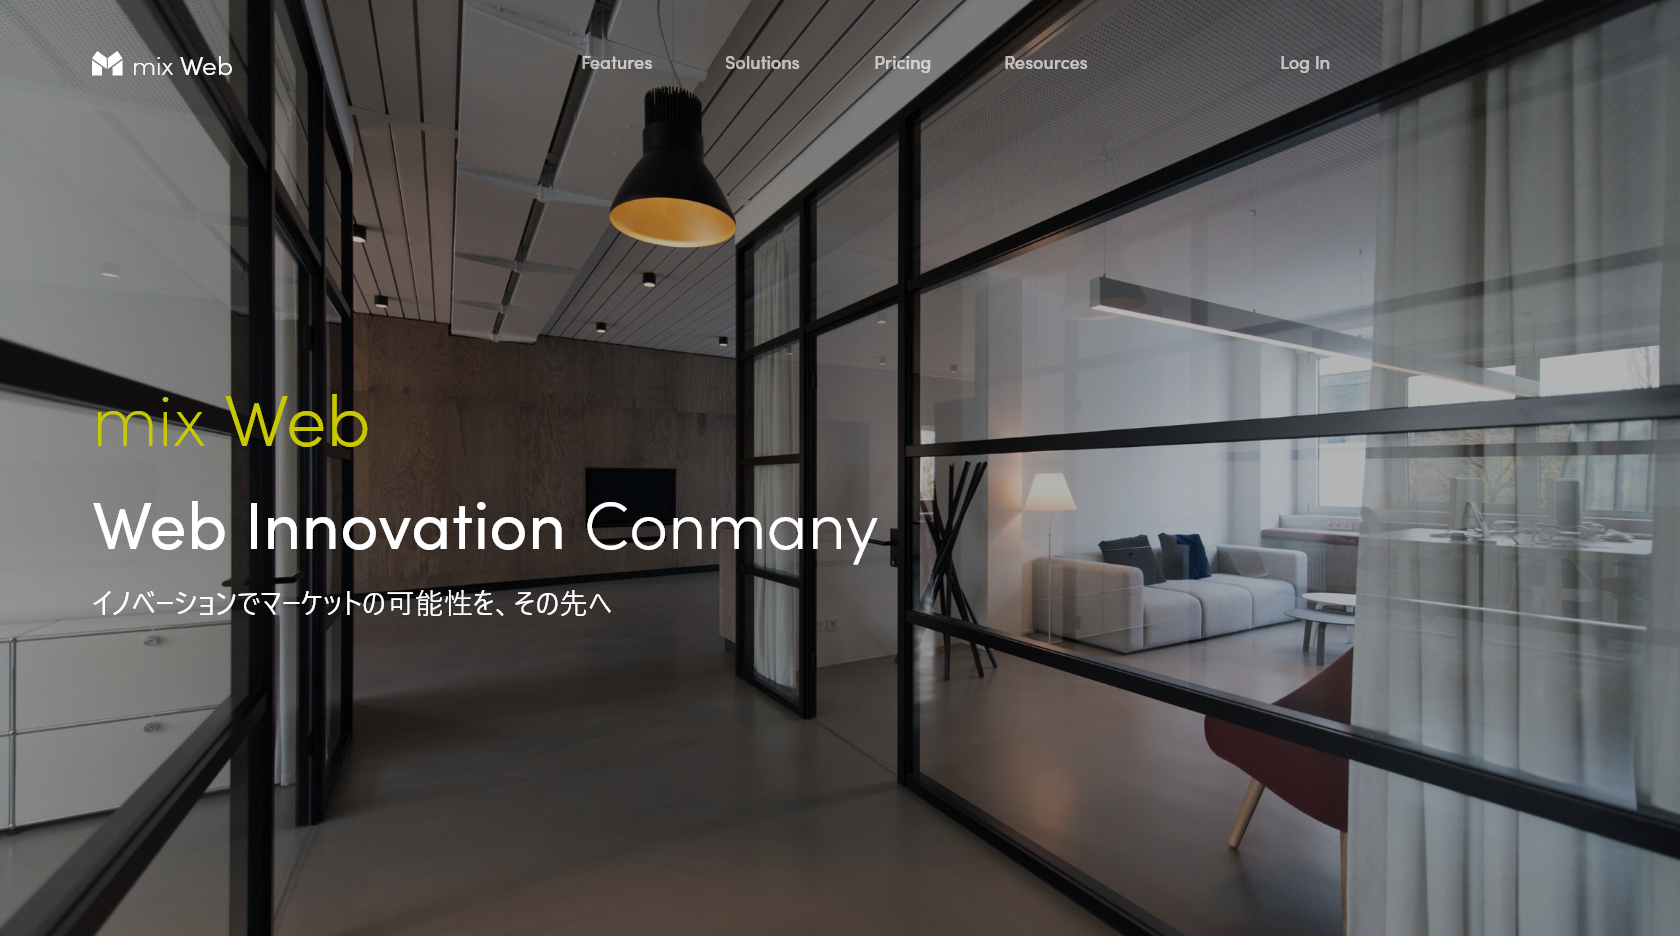 mix Web
Features
Solutions
Pricing
Resources
Log In
mix Web
Web Innovation Conmany
イノベーションでマーケットの可能性を、その先へ